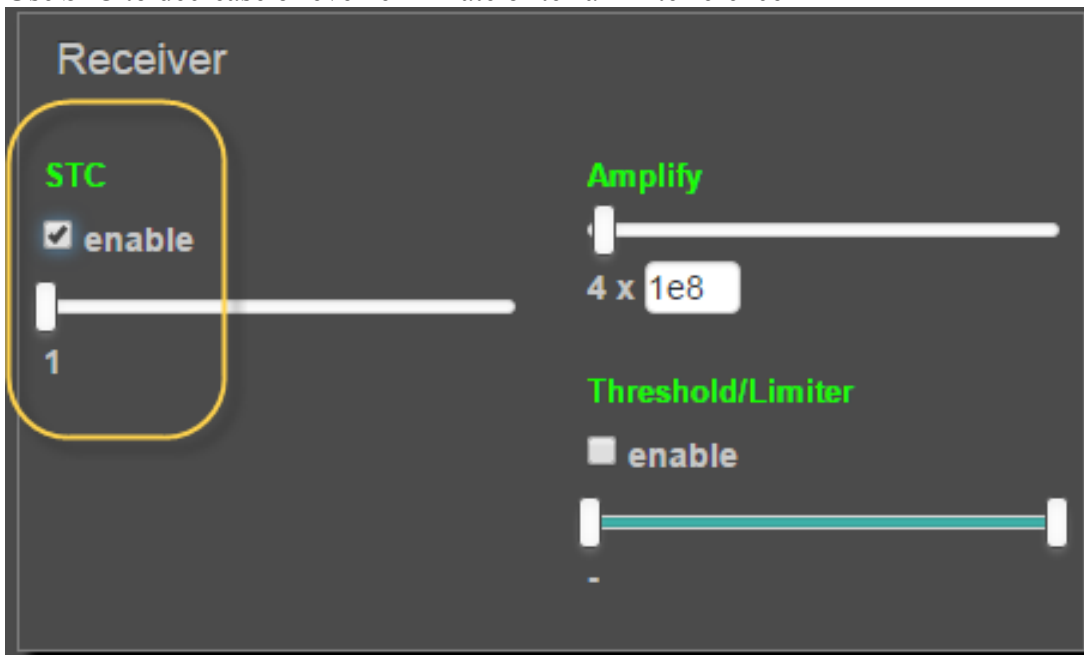 Receiver
STC
enable
1
Amplify
4 x 1e8
Threshold/Limiter
enable
-